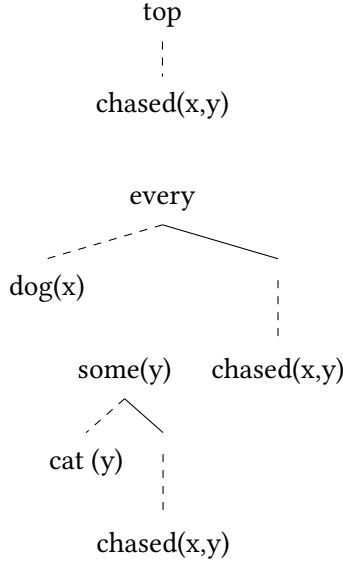 top
chased(x,y)
every
dog(x)
some(y) chased(x,y)
cat (y)
chased(x,y)